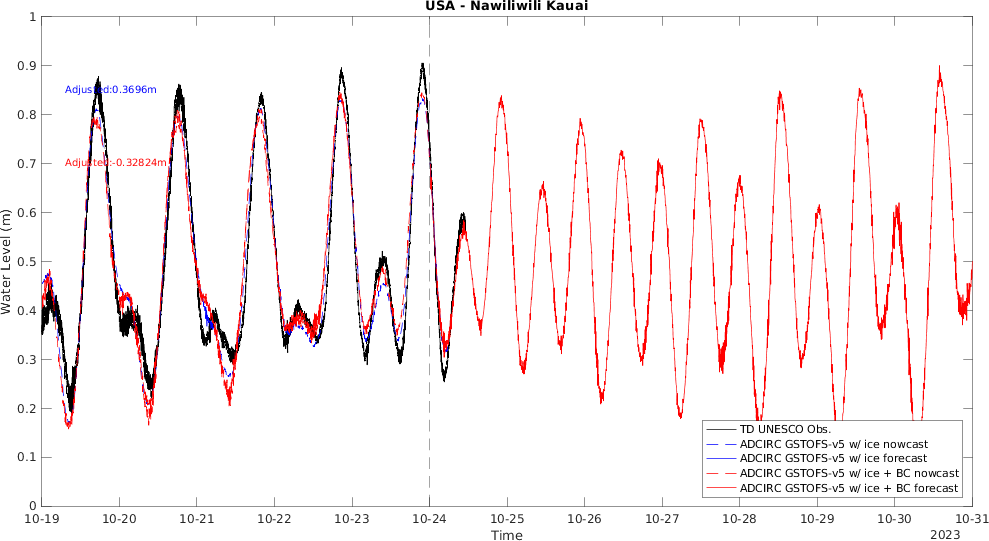 USA - Nawiliwili Kauai
1
0.9
0.8
0.7
0.6
0.5
0.4
0.3
0.2
0.1
0
Water Level (m)
Adjusted:0.3696m
Adjusted:-0.32824m
TD UNESCO Obs.
ADCIRC GSTOFS-v5 w/ ice nowcast
ADCIRC GSTOFS-v5 w/ ice forecast
ADCIRC GSTOFS-v5 w/ ice + BC nowcast
ADCIRC GSTOFS-v5 w/ ice + BC forecast
10-19 10-20 10-21 10-22 10-23 10-24 10-25 10-26 10-27 10-28 10-29 10-30 10-31
Time
2023